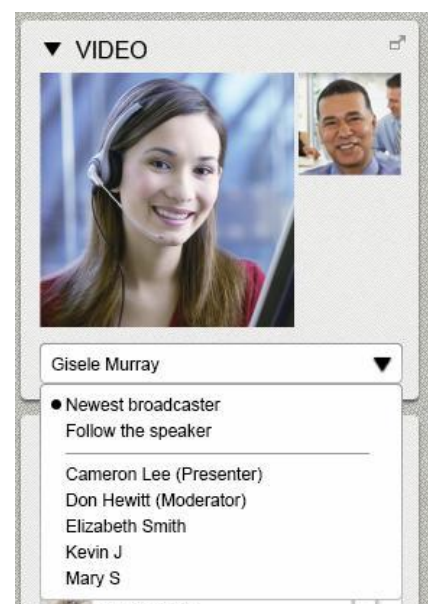 VIDEO
Gisele Murray
Newest broadcaster
Follow the speaker
Cameron Lee (Presenter)
Don Hewitt (Moderator)
Elizabeth Smith
Kevin J
Mary S